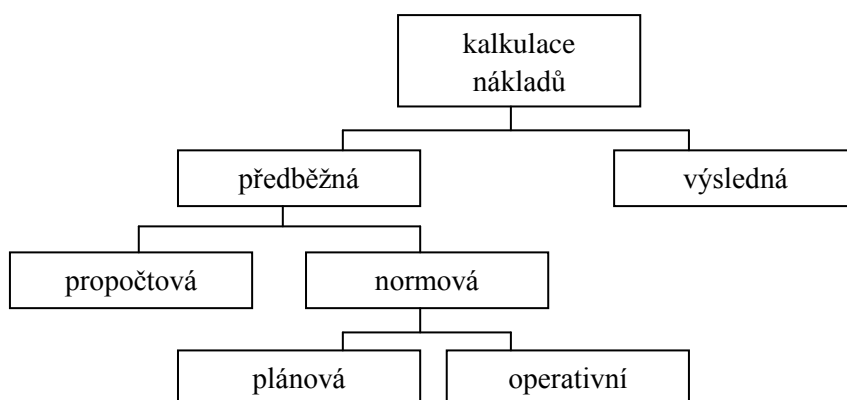 kalkulace
nákladů
předběžná
výsledná
propočtová
normová
plánová
operativní